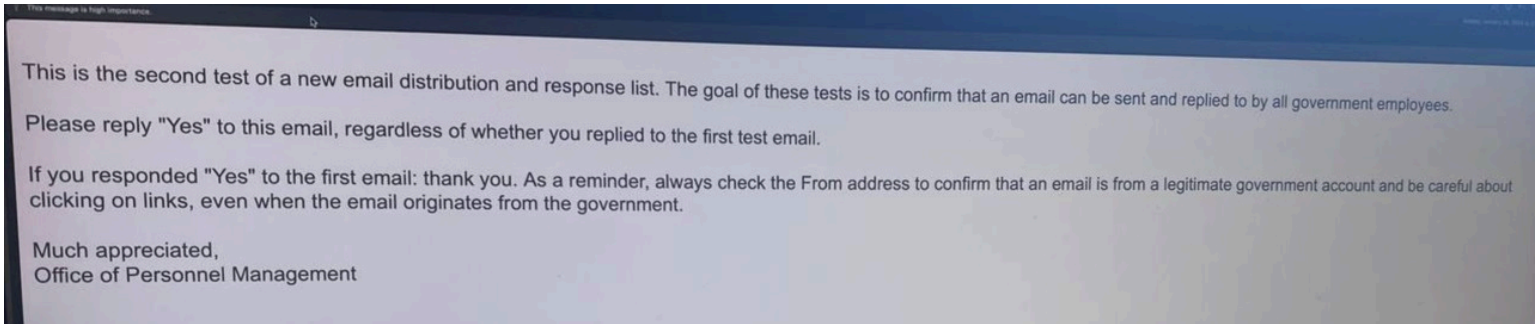 This message is high importance.
This is the second test of a new email distribution and response list. The goal of these tests is to confirm that an email can be sent and replied to by all government employees.
Please reply "Yes" to this email, regardless of whether you replied to the first test email.
If you responded "Yes" to the first email: thank you. As a reminder, always check the From address to confirm that an email is from a legitimate government account and be careful about
clicking on links, even when the email originates from the government.
Much appreciated,
Office of Personnel Management